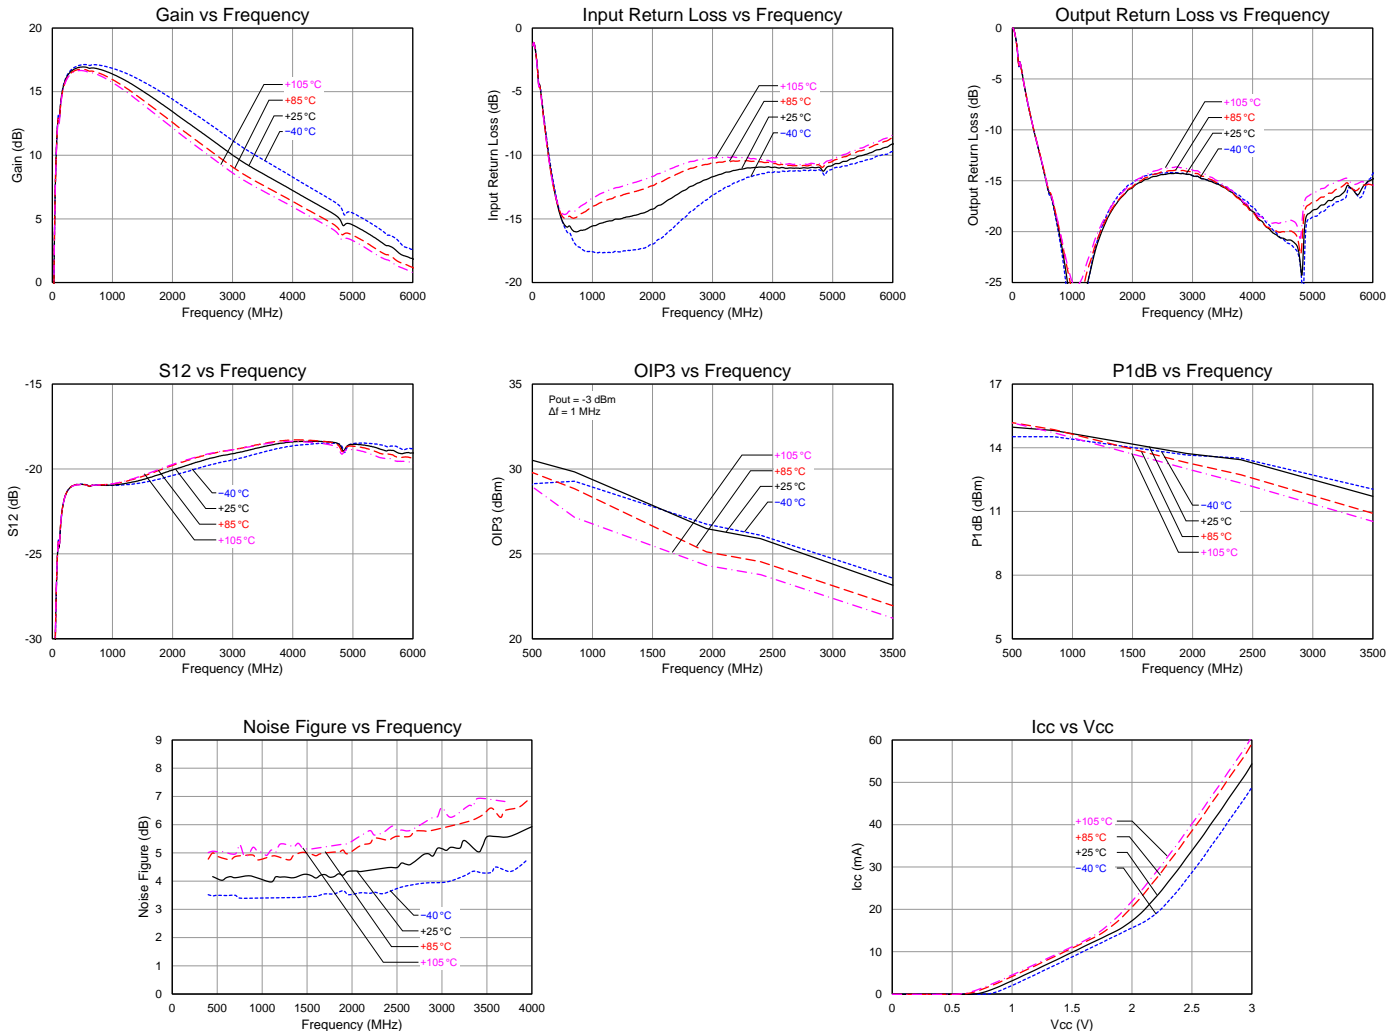 Gain vs Frequency
20
15
10
5
0
Gain (dB)
+105 °C
+85 °C
+25 °C
−40 °C
0 1000 2000 3000 4000 5000 6000
Frequency (MHz)
Input Return Loss vs Frequency
0
-5
-10
-15
-20
Input Return Loss (dB)
+105 °C
+85 °C
+25 °C
−40 °C
0 1000 2000 3000 4000 5000 6000
Frequency (MHz)
Output Return Loss vs Frequency
0
-5
-10
-15
-20
-25
Output Return Loss (dB)
+105 °C
+85 °C
+25 °C
−40 °C
0 1000 2000 3000 4000 5000 6000
Frequency (MHz)
S12 vs Frequency
-15
-20
-25
-30
S12 (dB)
−40 °C
+25 °C
+85 °C
+105 °C
0 1000 2000 3000 4000 5000 6000
Frequency (MHz)
OIP3 vs Frequency
35
30
25
20
OIP3 (dBm)
Pout = -3 dBm
Δf = 1 MHz
+105 °C
+85 °C
+25 °C
−40 °C
500 1000 1500 2000 2500 3000 3500
Frequency (MHz)
P1dB vs Frequency
17
14
11
8
5
P1dB (dBm)
−40 °C
+25 °C
+85 °C
+105 °C
500 1000 1500 2000 2500 3000 3500
Frequency (MHz)
Noise Figure vs Frequency
9
8
7
6
5
4
3
2
1
0
Noise Figure (dB)
−40 °C
+25 °C
+85 °C
+105 °C
0 500 1000 1500 2000 2500 3000 3500 4000
Frequency (MHz)
Icc vs Vcc
60
50
40
30
20
10
0
Icc (mA)
+105 °C
+85 °C
+25 °C
−40 °C
0 0.5 1 1.5 2 2.5 3
Vcc (V)